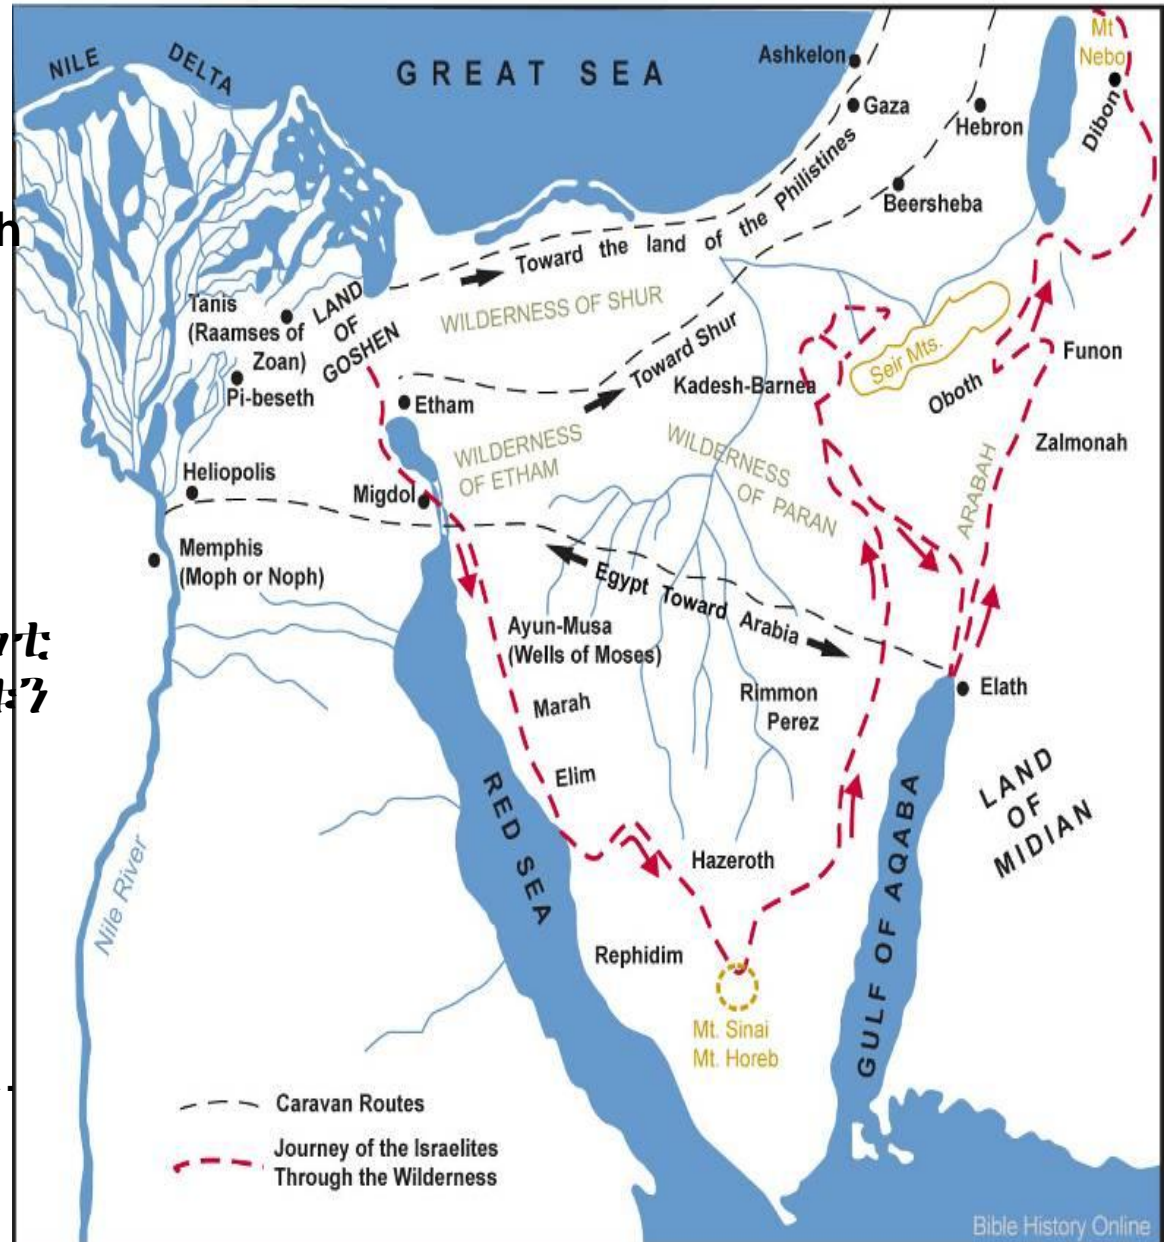 NILE DELTA
GREAT SEA
Ashkelon
Gaza
Hebron
Beersheba
Mt
Nebo
Dibon
Toward the land of the Philistines
WILDERNESS OF SHUR
Toward Shur
LAND
OF
GOSHEN
Tanis
(Raamses of
Zoan)
Pi-beseth
Etham
Kadesh-Barnea
Seir Mts.
Oboth
Funon
Zalmonah
ARABAH
WILDERNESS
OF ETHAM
WILDERNESS
OF PARAN
Heliopolis
Migdol
Memphis
(Moph or Noph)
Egypt Toward Arabia
Ayun-Musa
(Wells of Moses)
Marah
Elim
Rimmon
Perez
Elath
LAND
OF
MIDIAN
RED SEA
GULF OF AQABA
Nile River
Hazeroth
Rephidim
Mt. Sinai
Mt. Horeb
Caravan Routes
Journey of the Israelites
Through the Wilderness
Bible History Online